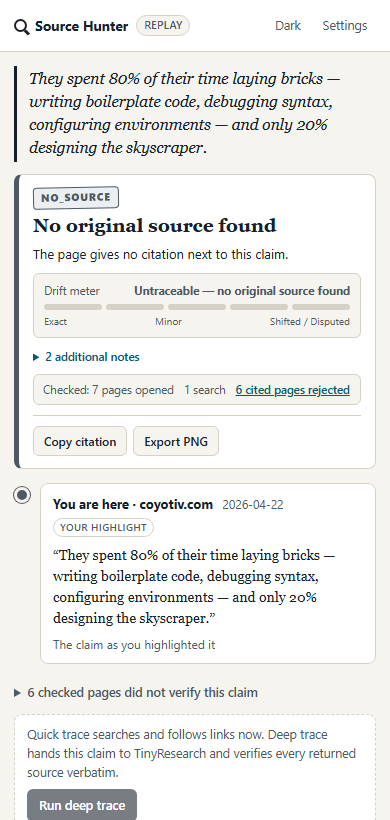 Source Hunter REPLAY Dark Settings
They spent 80% of their time laying bricks —
writing boilerplate code, debugging syntax,
configuring environments — and only 20%
designing the skyscraper.
NO_SOURCE
No original source found
The page gives no citation next to this claim.
Drift meter Untraceable — no original source found
Exact Minor Shifted / Disputed
▶ 2 additional notes
Checked: 7 pages opened 1 search 6 cited pages rejected
Copy citation Export PNG
You are here · coyotiv.com 2026-04-22
YOUR HIGHLIGHT
“They spent 80% of their time laying bricks —
writing boilerplate code, debugging syntax,
configuring environments — and only 20%
designing the skyscraper.”
The claim as you highlighted it
▶ 6 checked pages did not verify this claim
Quick trace searches and follows links now. Deep trace
hands this claim to TinyResearch and verifies every returned
source verbatim.
Run deep trace